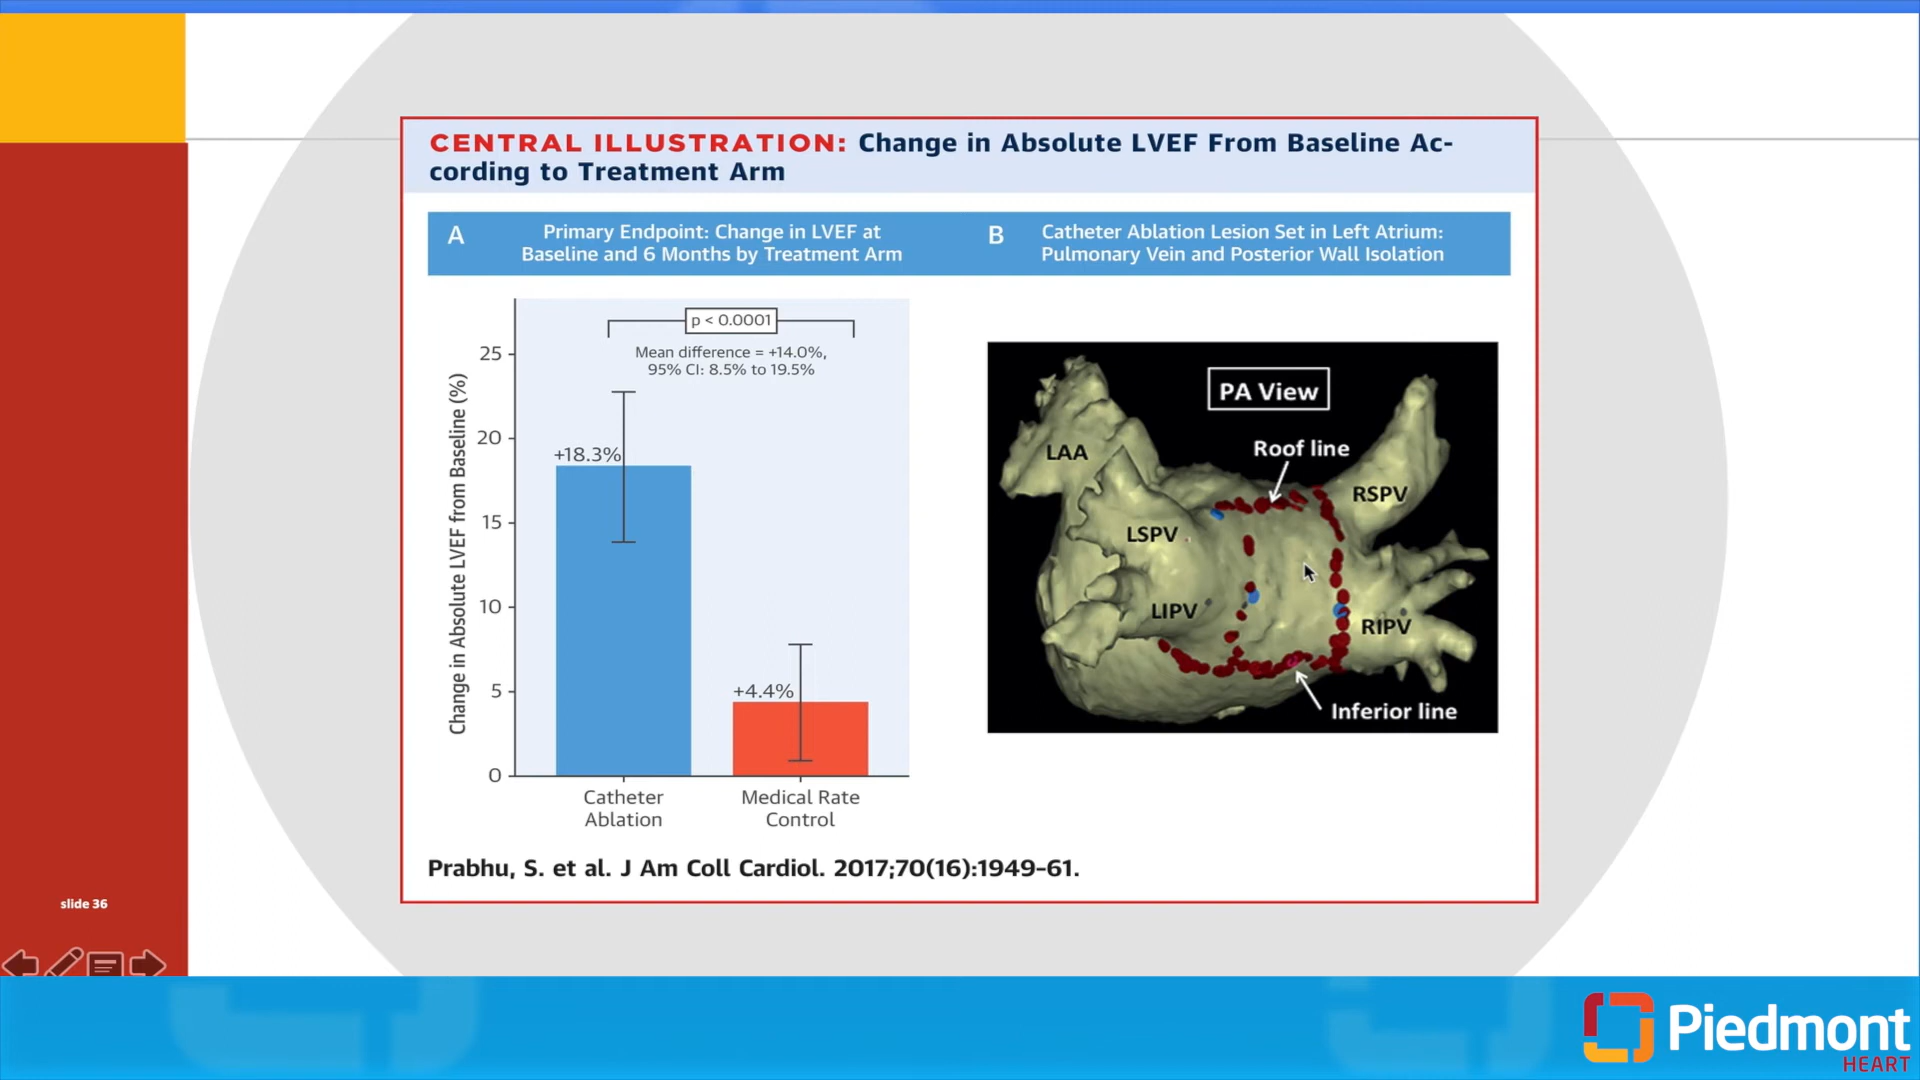 CENTRAL ILLUSTRATION: Change in Absolute LVEF From Baseline Ac-
cording to Treatment Arm
A
Primary Endpoint: Change in LVEF at
Baseline and 6 Months by Treatment Arm
B
Catheter Ablation Lesion Set in Left Atrium:
Pulmonary Vein and Posterior Wall Isolation
Change in Absolute LVEF from Baseline (%)
25
20
15
10
5
0
p < 0.0001
Mean difference = +14.0%,
95% CI: 8.5% to 19.5%
+18.3%
+4.4%
Catheter
Ablation
Medical Rate
Control
PA View
Roof line
LAA
RSPV
LSPV
LIPV
RIPV
Inferior line
Prabhu, S. et al. J Am Coll Cardiol. 2017;70(16):1949–61.
slide 36
Piedmont
HEART